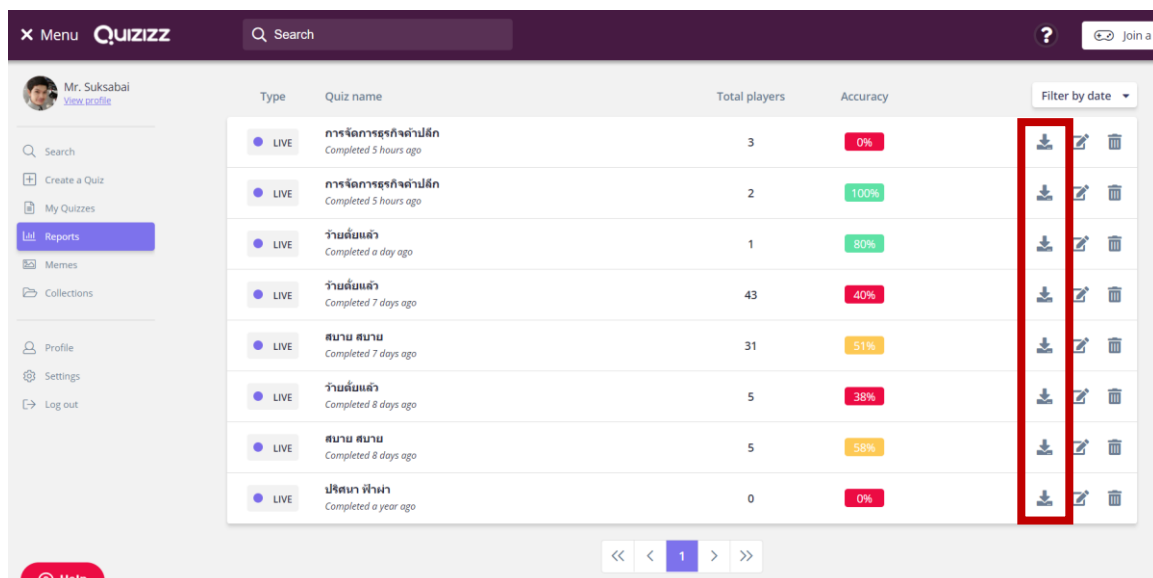 Menu QUIZIZZ Search ? Join a
Mr. Suksabai
View profile
Search
Create a Quiz
My Quizzes
Reports
Memes
Collections
Profile
Settings
Log out
Type Quiz name Total players Accuracy Filter by date
LIVE การจัดการธุรกิจค้าปลีก 3 0%
Completed 5 hours ago
LIVE การจัดการธุรกิจค้าปลีก 2 100%
Completed 5 hours ago
LIVE ว้ายตั๊ยแล้ว 1 80%
Completed a day ago
LIVE ว้ายตั๊ยแล้ว 43 40%
Completed 7 days ago
LIVE สบาย สบาย 31 51%
Completed 7 days ago
LIVE ว้ายตั๊ยแล้ว 5 38%
Completed 8 days ago
LIVE สบาย สบาย 5 58%
Completed 8 days ago
LIVE ปริศนา ฟ้าผ่า 0 0%
Completed a year ago
<< < 1 > >>
Help